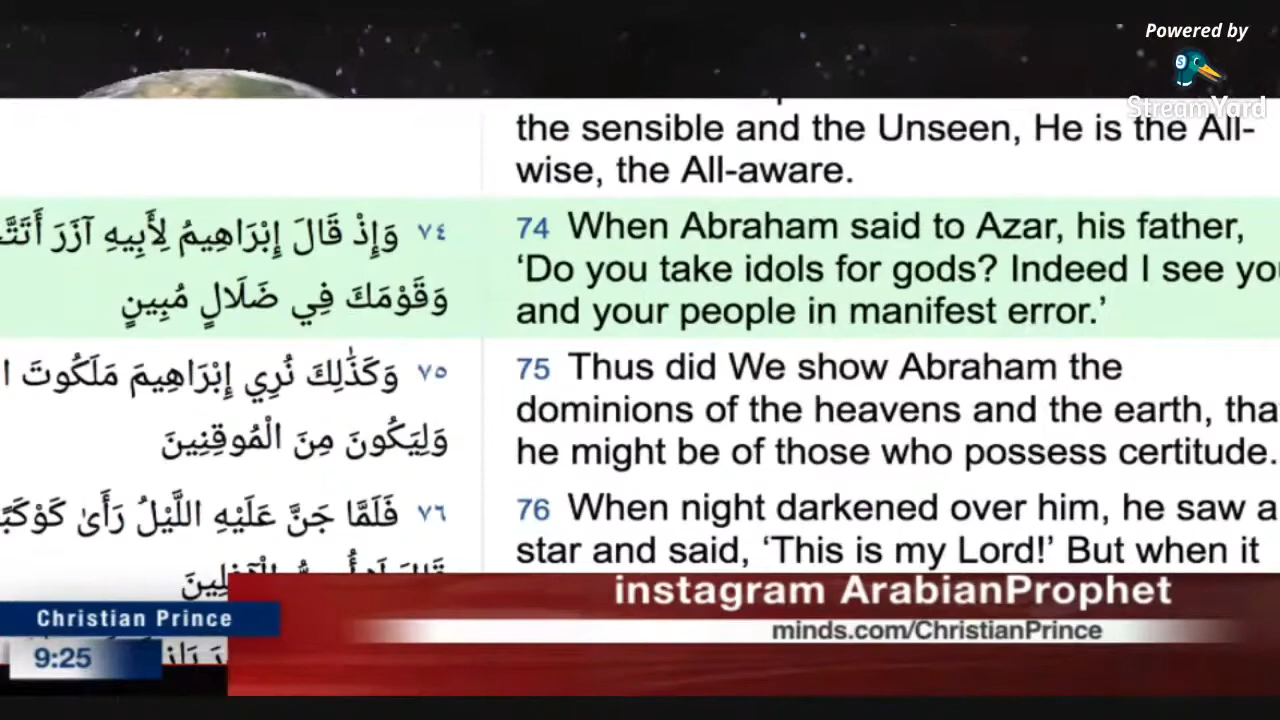 Powered by
StreamYard
the sensible and the Unseen, He is the All-
wise, the All-aware.
٧٤ وَإِذْ قَالَ إِبْرَاهِيمُ لِأَبِيهِ آزَرَ
وَقَوْمَكَ فِي ضَلَالٍ مُبِينٍ
74 When Abraham said to Azar, his father,
‘Do you take idols for gods? Indeed I see you
and your people in manifest error.’
٧٥ وَكَذَٰلِكَ نُرِي إِبْرَاهِيمَ مَلَكُوتَ
وَلِيَكُونَ مِنَ الْمُوقِنِينَ
75 Thus did We show Abraham the
dominions of the heavens and the earth, tha
he might be of those who possess certitude.
٧٦ فَلَمَّا جَنَّ عَلَيْهِ اللَّيْلُ رَأَىٰ
76 When night darkened over him, he saw a
star and said, ‘This is my Lord!’ But when it
instagram ArabianProphet
minds.com/ChristianPrince
Christian Prince
9:25